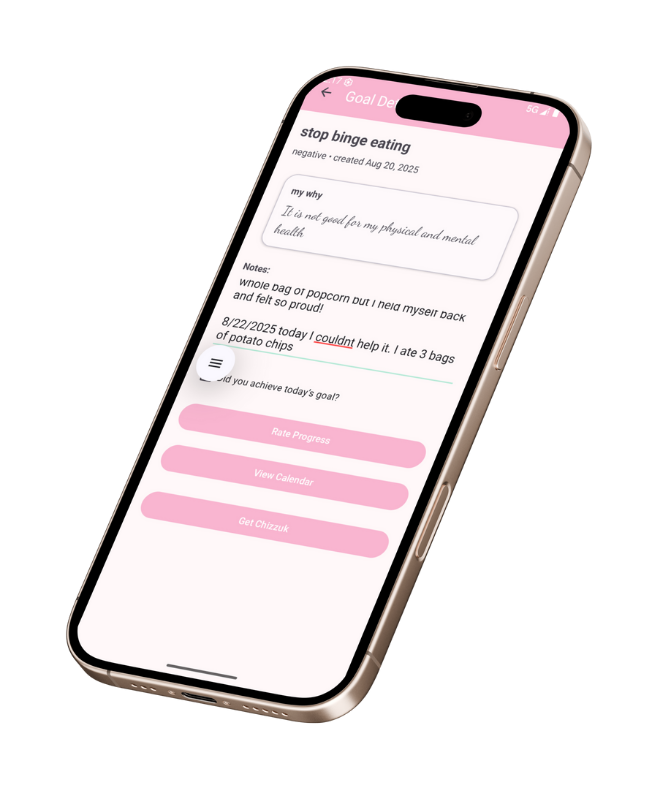 Goal De
5G
stop binge eating
negative • created Aug 20, 2025
my why
It is not good for my physical and mental
health
Notes:
whole bag of popcorn but I held myself back
and felt so proud!
8/22/2025 today I couldnt help it. I ate 3 bags
of potato chips
Did you achieve today's goal?
Rate Progress
View Calendar
Get Chizzuk